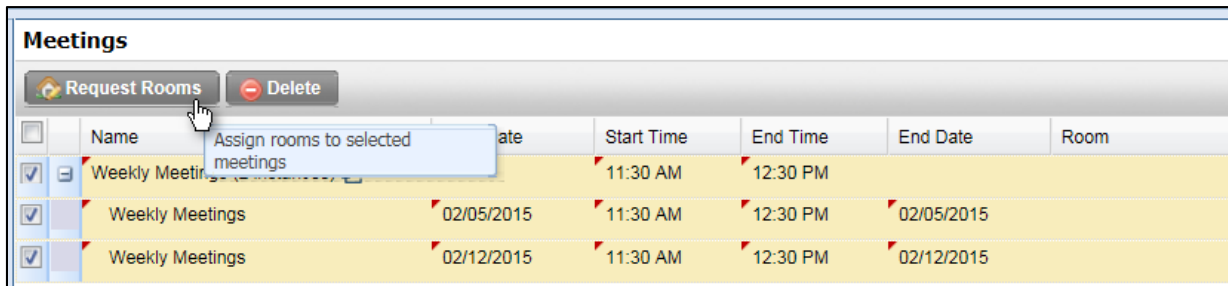 Meetings
Request Rooms Delete
Name ate Start Time End Time End Date Room
Assign rooms to selected
meetings
Weekly 11:30 AM 12:30 PM
Weekly Meetings 02/05/2015 11:30 AM 12:30 PM 02/05/2015
Weekly Meetings 02/12/2015 11:30 AM 12:30 PM 02/12/2015